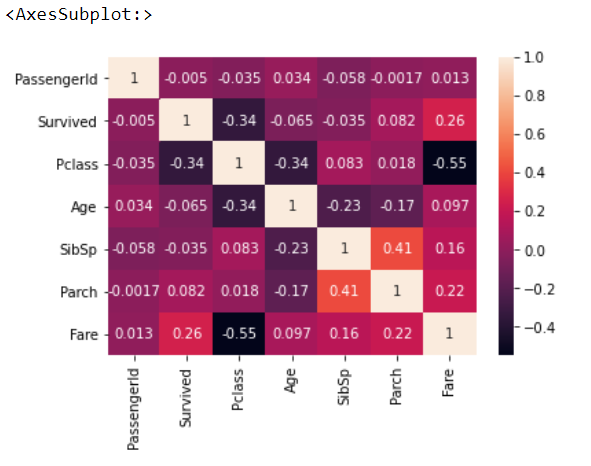 <AxesSubplot:>
PassengerId 1 -0.005 -0.035 0.034 -0.058 -0.0017 0.013
Survived -0.005 1 -0.34 -0.065 -0.035 0.082 0.26
Pclass -0.035 -0.34 1 -0.34 0.083 0.018 -0.55
Age 0.034 -0.065 -0.34 1 -0.23 -0.17 0.097
SibSp -0.058 -0.035 0.083 -0.23 1 0.41 0.16
Parch -0.0017 0.082 0.018 -0.17 0.41 1 0.22
Fare 0.013 0.26 -0.55 0.097 0.16 0.22 1
PassengerId Survived Pclass Age SibSp Parch Fare
1.0
0.8
0.6
0.4
0.2
0.0
−0.2
−0.4